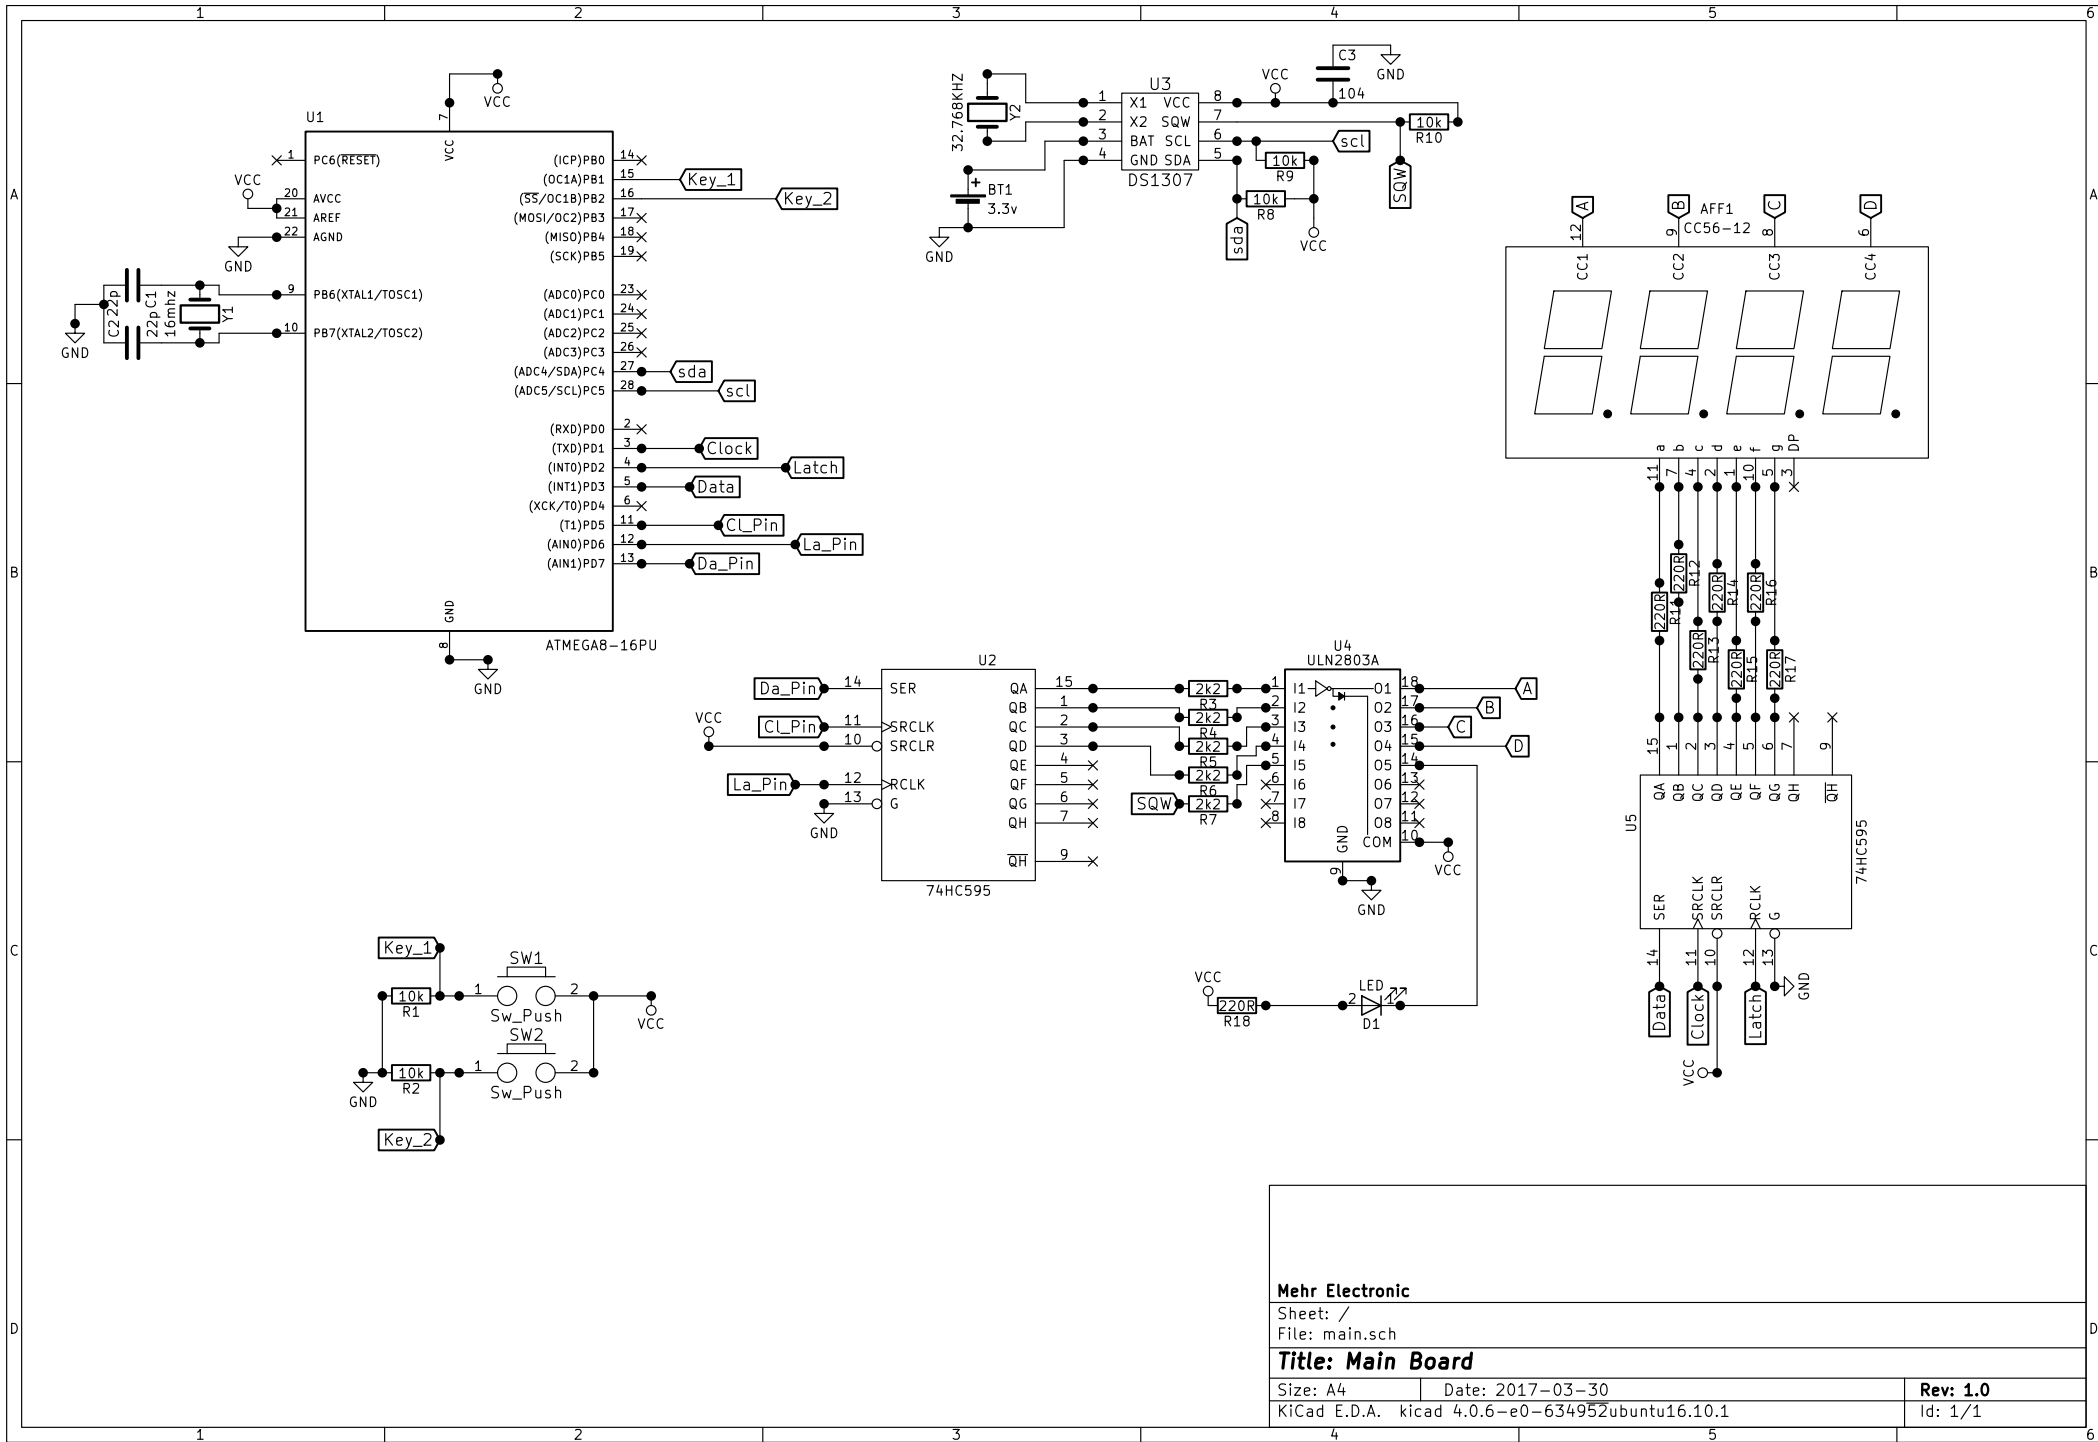 1 2 3 4 5 6
A
B
C
D
A
B
C
D
1 2 3 4 5 6
U1
VCC
7
VCC
1 PC6(RESET)
VCC
20 AVCC
21 AREF
22 AGND
GND
9 PB6(XTAL1/TOSC1)
10 PB7(XTAL2/TOSC2)
C2 22p
22p C1
16mhz
Y1
GND
(ICP)PB0 14
(OC1A)PB1 15 Key_1
(SS/OC1B)PB2 16 Key_2
(MOSI/OC2)PB3 17
(MISO)PB4 18
(SCK)PB5 19
(ADC0)PC0 23
(ADC1)PC1 24
(ADC2)PC2 25
(ADC3)PC3 26
(ADC4/SDA)PC4 27 sda
(ADC5/SCL)PC5 28 scl
(RXD)PD0 2
(TXD)PD1 3 Clock
(INT0)PD2 4 Latch
(INT1)PD3 5 Data
(XCK/T0)PD4 6
(T1)PD5 11 Cl_Pin
(AIN0)PD6 12 La_Pin
(AIN1)PD7 13 Da_Pin
GND
8
ATMEGA8-16PU
GND
32.768KHZ
Y2
U3
1 X1 VCC 8
2 X2 SQW 7
3 BAT SCL 6
4 GND SDA 5
DS1307
BT1
3.3v
GND
VCC
C3
104
GND
10k
R10
scl
10k
R9
10k
R8
SQW
sda
VCC
A B C D
12 9 8 6
AFF1
CC56-12
CC1 CC2 CC3 CC4
a b c d e f g DP
11 7 4 2 1 10 5 3
220R R11
220R R12
220R R13
220R R14
220R R15
220R R16
220R R17
15 1 2 3 4 5 6 7 9
QA QB QC QD QE QF QG QH QH
U5
74HC595
SER SRCLK SRCLR RCLK G
14 11 10 12 13
Data Clock Latch
GND
VCC
U2
Da_Pin 14 SER
VCC
Cl_Pin 11 SRCLK
10 SRCLR
La_Pin 12 RCLK
13 G
GND
QA 15
QB 1
QC 2
QD 3
QE 4
QF 5
QG 6
QH 7
QH 9
74HC595
2k2
R3
2k2
R4
2k2
R5
2k2
R6
SQW 2k2
R7
U4
ULN2803A
1 I1 O1 18 A
2 I2 O2 17 B
3 I3 O3 16 C
4 I4 O4 15 D
5 I5 O5 14
6 I6 O6 13
7 I7 O7 12
8 I8 O8 11
GND COM 10
9
VCC
GND
VCC
220R
R18
LED
2 1
D1
Key_1
SW1
10k 1 2
R1 Sw_Push
VCC
SW2
10k 1 2
R2 Sw_Push
GND
Key_2
Mehr Electronic
Sheet: /
File: main.sch
Title: Main Board
Size: A4 Date: 2017-03-30 Rev: 1.0
KiCad E.D.A. kicad 4.0.6-e0-634952ubuntu16.10.1 Id: 1/1